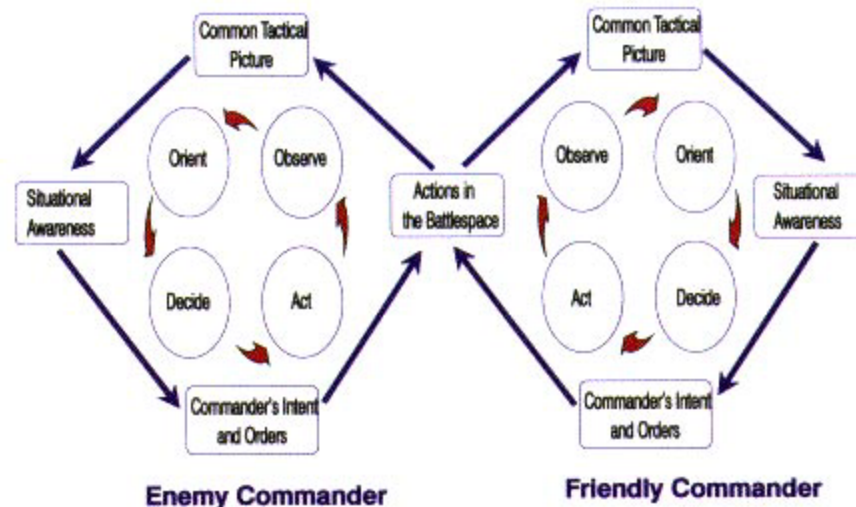 Common Tactical
Picture
Orient
Observe
Situational
Awareness
Decide
Act
Commander's Intent
and Orders
Enemy Commander
Actions in
the Battlespace
Common Tactical
Picture
Observe
Orient
Situational
Awareness
Act
Decide
Commander's Intent
and Orders
Friendly Commander